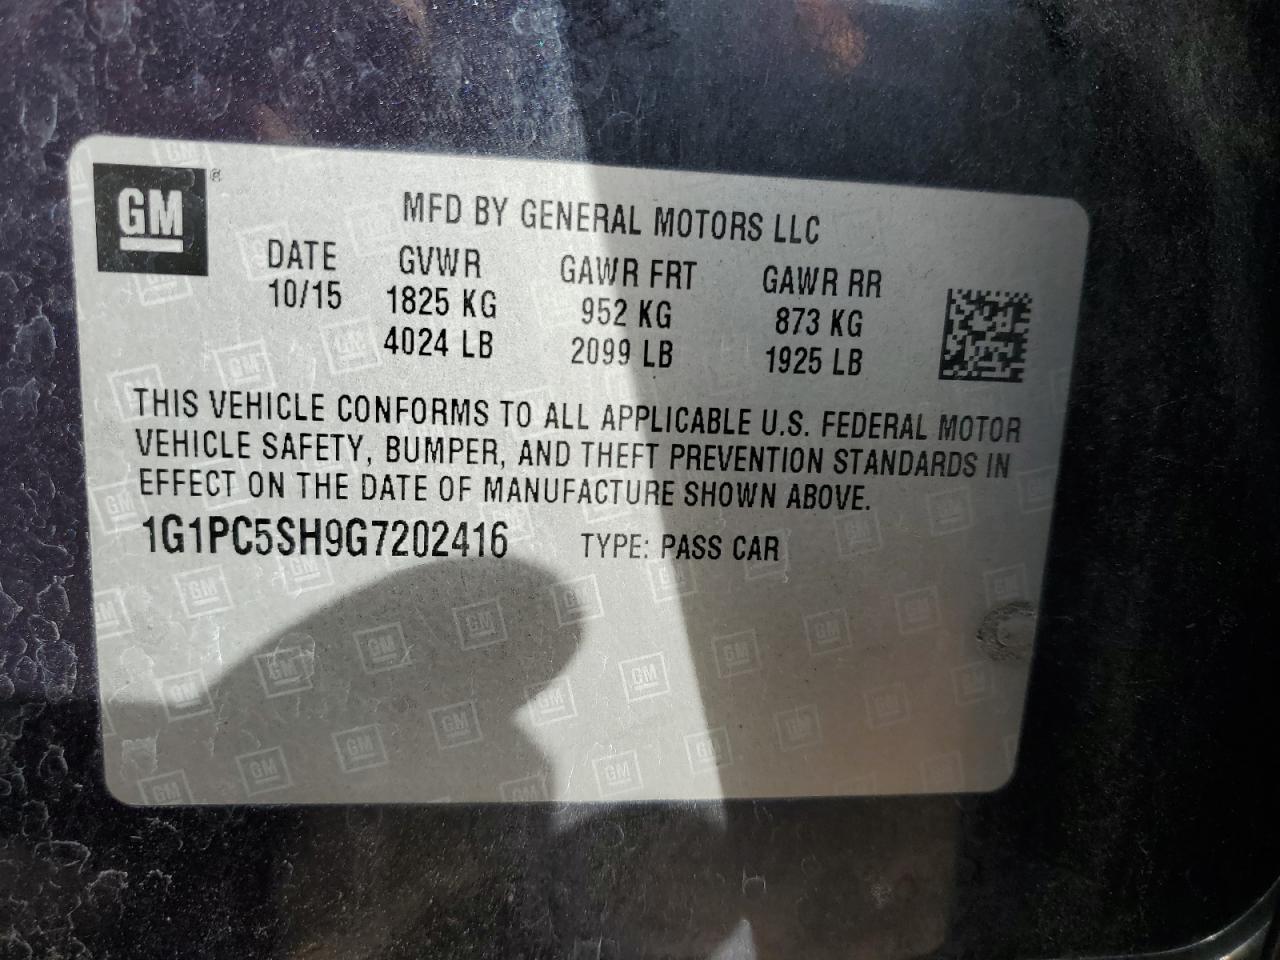 GM ®
MFD BY GENERAL MOTORS LLC
DATE GVWR GAWR FRT GAWR RR
10/15 1825 KG 952 KG 873 KG
4024 LB 2099 LB 1925 LB
THIS VEHICLE CONFORMS TO ALL APPLICABLE U.S. FEDERAL MOTOR
VEHICLE SAFETY, BUMPER, AND THEFT PREVENTION STANDARDS IN
EFFECT ON THE DATE OF MANUFACTURE SHOWN ABOVE.
1G1PC5SH9G7202416 TYPE: PASS CAR